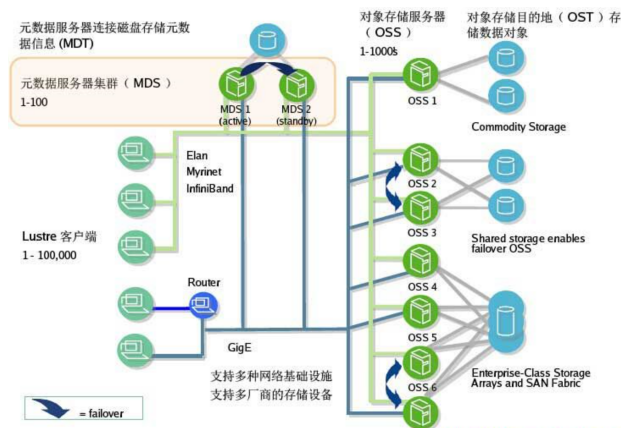 元数据服务器连接磁盘存储元数
据信息 (MDT)
对象存储服务器
（ OSS ）
1-1000's
对象存储目的地（ OST ）存
储数据对象
元数据服务器集群（ MDS ）
1-100
MDS 1
(active)
MDS 2
(standby)
OSS 1
Commodity Storage
Elan
Myrinet
InfiniBand
OSS 2
OSS 3
Shared storage enables
failover OSS
Lustre 客户端
1 - 100,000
Router
OSS 4
GigE
OSS 5
支持多种网络基础设施
支持多厂商的存储设备
OSS 6
Enterprise-Class Storage
Arrays and SAN Fabric
= failover